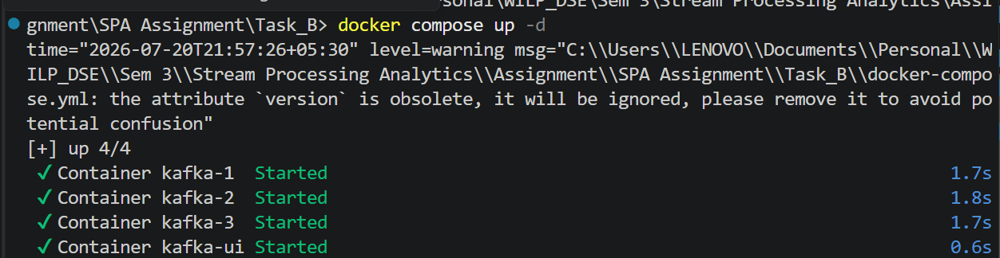 sonal\WILP_DSE\Sem 3\Stream Processing Analytics\Assi
gnment\SPA Assignment\Task_B> docker compose up -d
time="2026-07-20T21:57:26+05:30" level=warning msg="C:\\Users\\LENOVO\\Documents\\Personal\\W
ILP_DSE\\Sem 3\\Stream Processing Analytics\\Assignment\\SPA Assignment\\Task_B\\docker-compo
se.yml: the attribute `version` is obsolete, it will be ignored, please remove it to avoid po
tential confusion"
[+] up 4/4
✓ Container kafka-1 Started 1.7s
✓ Container kafka-2 Started 1.8s
✓ Container kafka-3 Started 1.7s
✓ Container kafka-ui Started 0.6s